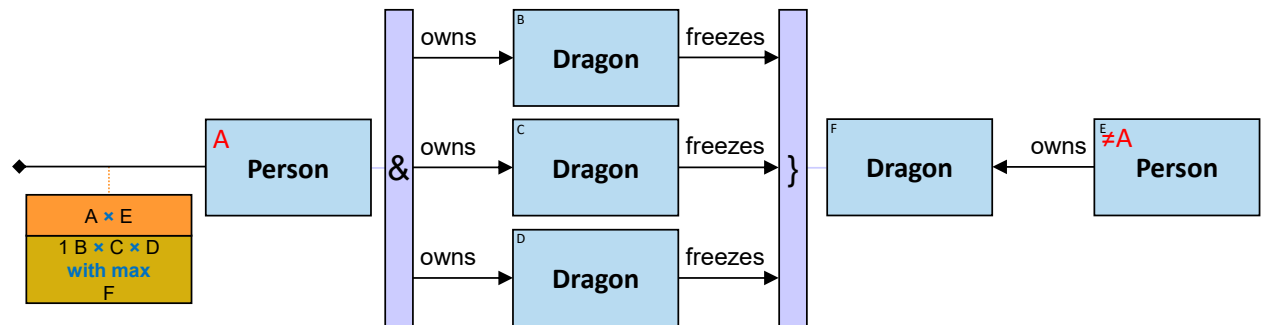 B
owns
Dragon
freezes
A
Person
&
C
owns
Dragon
freezes
}
F
Dragon
owns
E
≠A
Person
A × E
1 B × C × D
with max
F
D
owns
Dragon
freezes